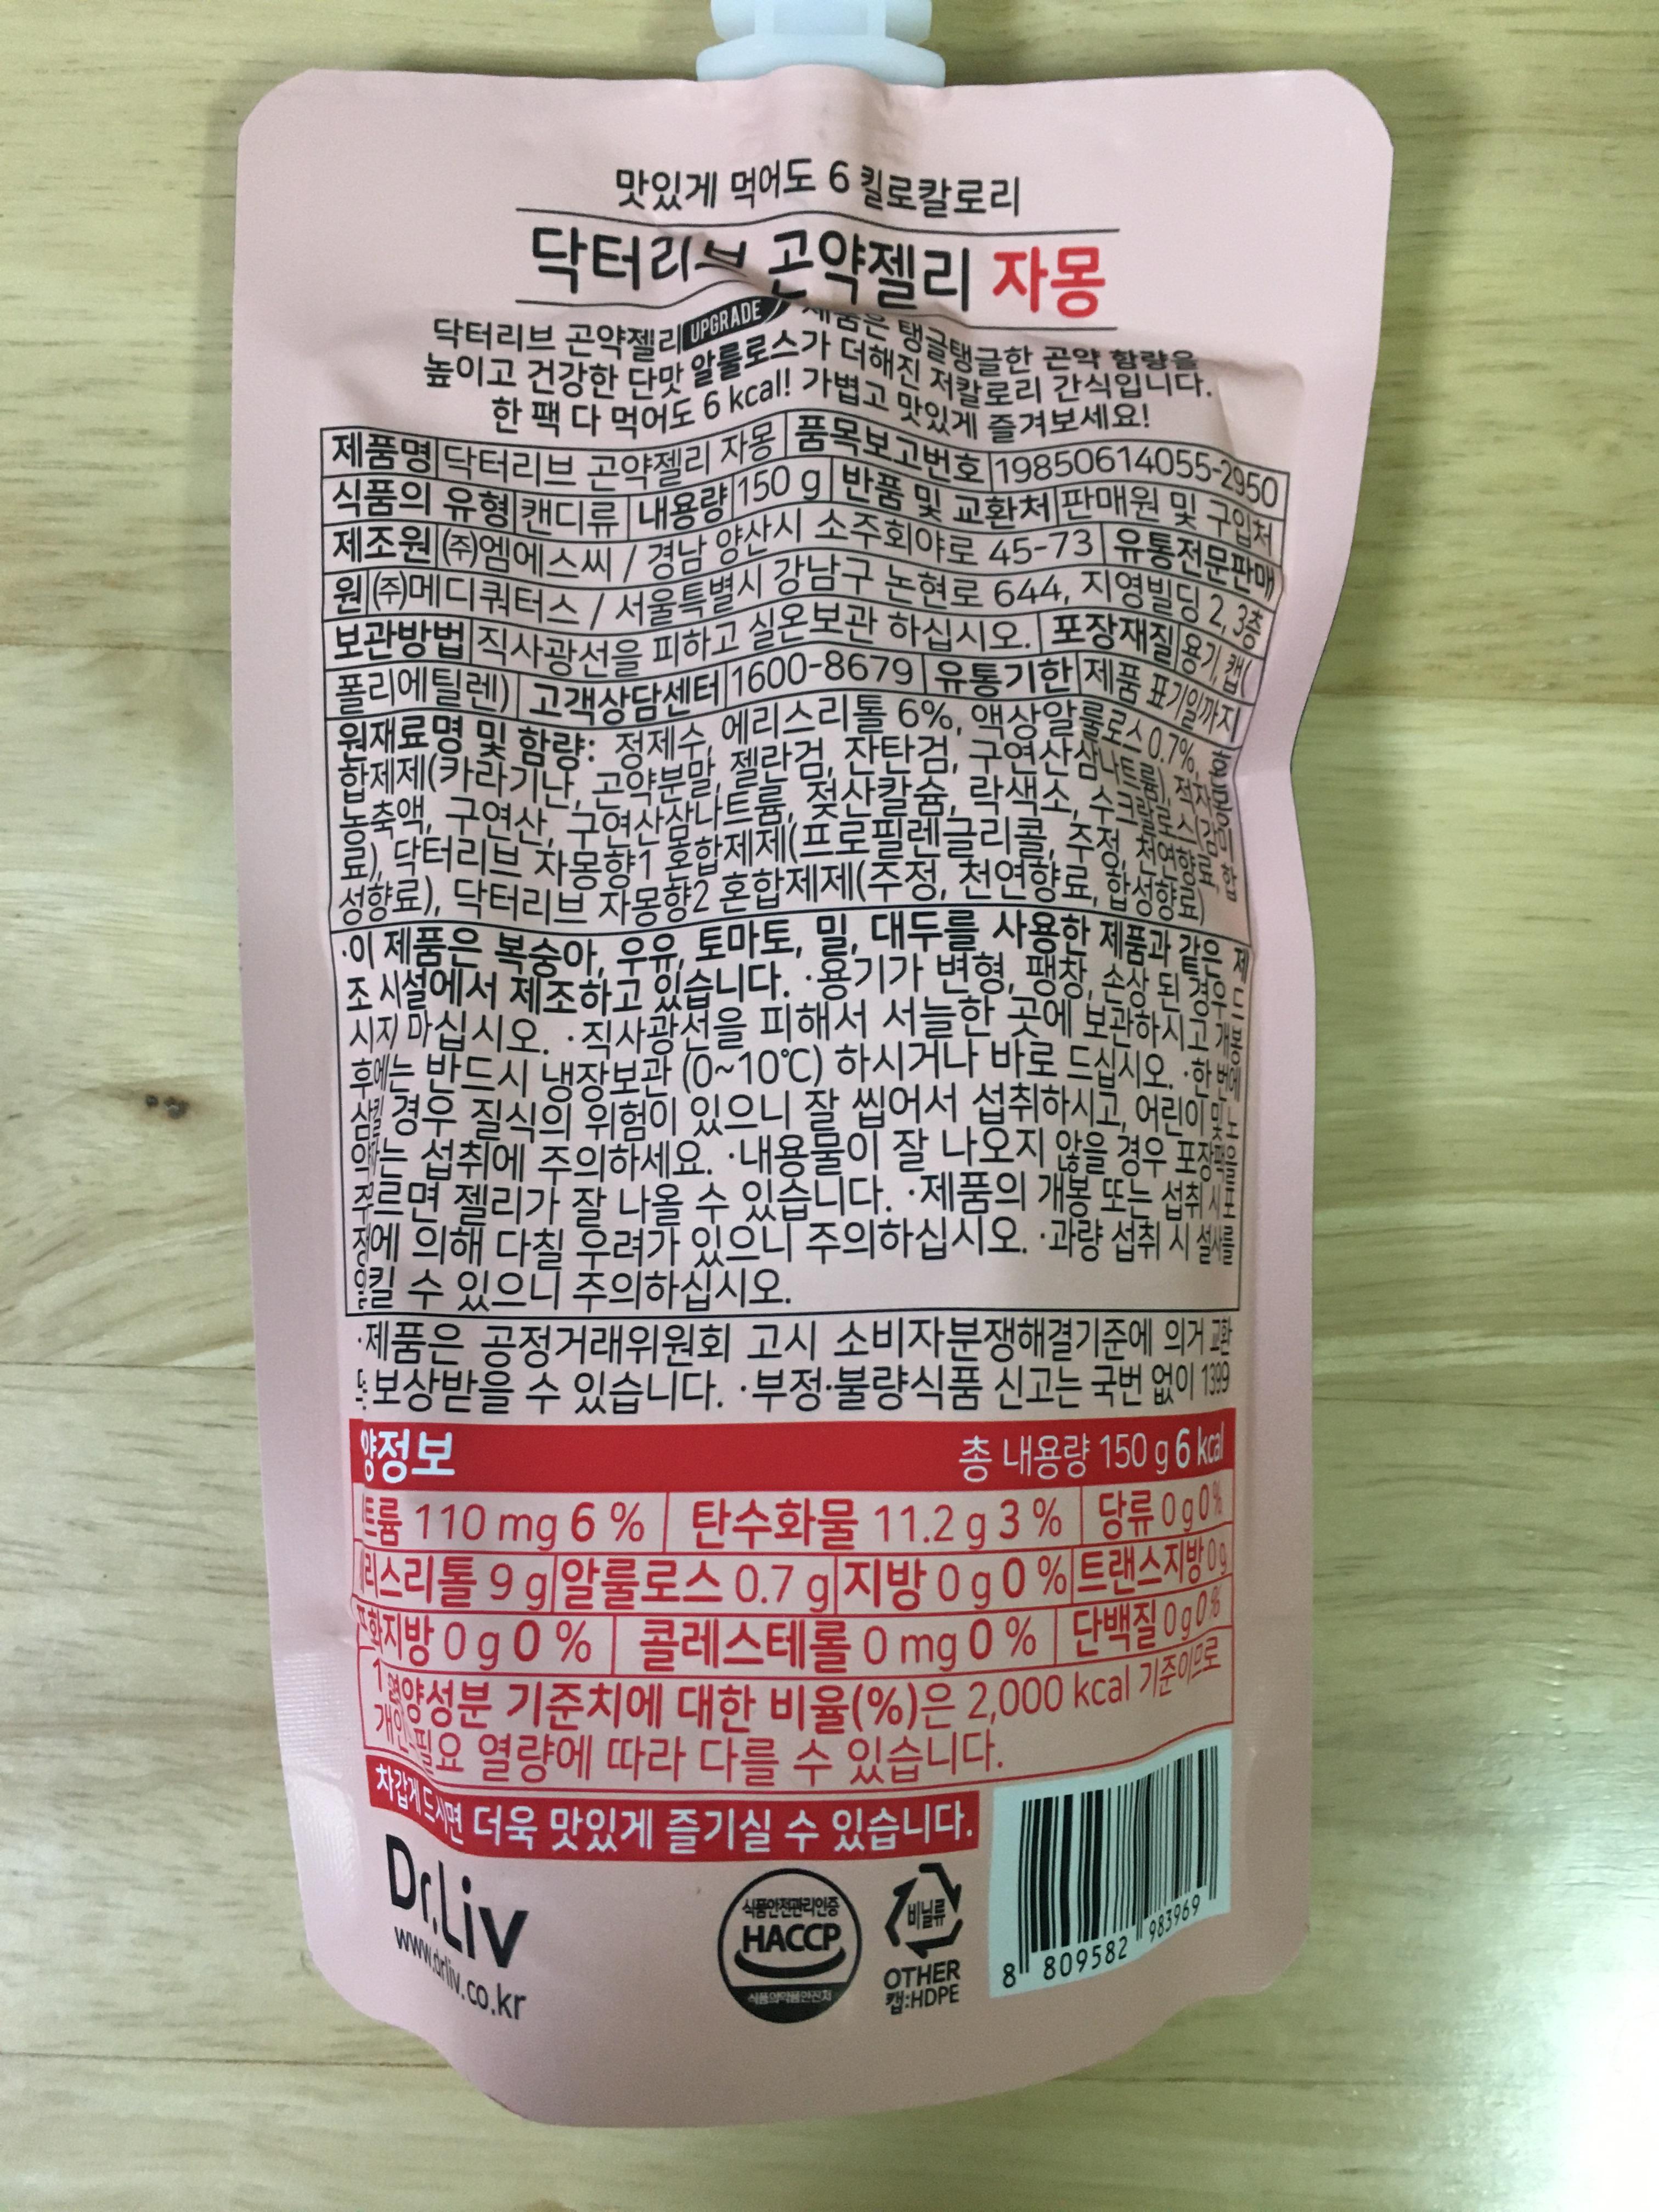 맛있게 먹어도 6 킬로칼로리
닥터리브 곤약젤리 자몽
닥터리브 곤약젤리 UPGRADE 제품은 탱글탱글한 곤약 함량을
높이고 건강한 단맛 알룰로스가 더해진 저칼로리 간식입니다.
한 팩 다 먹어도 6 kcal! 가볍고 맛있게 즐겨보세요!
제품명 닥터리브 곤약젤리 자몽 품목보고번호 19850614055-2950
식품의 유형 캔디류 내용량 150 g 반품 및 교환처 판매원 및 구입처
제조원 ㈜엠에스씨 / 경남 양산시 소주회야로 45-73 유통전문판매
원 ㈜메디쿼터스 / 서울특별시 강남구 논현로 644, 지영빌딩 2, 3층
보관방법 직사광선을 피하고 실온보관 하십시오. 포장재질 용기, 캡(
폴리에틸렌) 고객상담센터 1600-8679 유통기한 제품 표기일까지
원재료명 및 함량: 정제수, 에리스리톨 6%, 액상알룰로스 0.7%, 혼
합제제(카라기난, 곤약분말, 젤란검, 잔탄검, 구연산삼나트륨),
농축액, 구연산, 구연산삼나트륨, 젖산칼슘, 락색소,
료), 닥터리브 자몽향1 혼합제제(프로필렌글리콜, 주정, 천연향료, 합
성향료), 닥터리브 자몽향2 혼합제제(주정, 천연향료, 합성향료)
·이 제품은 복숭아, 우유, 토마토, 밀, 대두를 사용한 제품과 같은 제
조 시설에서 제조하고 있습니다. ·용기가 변형, 팽창, 손상 된 경우 드
시지 마십시오. ·직사광선을 피해서 서늘한 곳에 보관하시고 개봉
후에는 반드시 냉장보관 (0~10℃) 하시거나 바로 드십시오. ·한 번에
삼킬 경우 질식의 위험이 있으니 잘 씹어서 섭취하시고, 어린이 및 노
약자는 섭취에 주의하세요. ·내용물이 잘 나오지 않을 경우 포장팩을
주무르면 젤리가 잘 나올 수 있습니다. ·제품의 개봉 또는 섭취 시 포
장에 의해 다칠 우려가 있으니 주의하십시오. ·과량 섭취 시 설사를
일으킬 수 있으니 주의하십시오.
·제품은 공정거래위원회 고시 소비자분쟁해결기준에 의거 교환
보상받을 수 있습니다. ·부정·불량식품 신고는 국번 없이 1399
양정보 총 내용량 150 g 6 kcal
트륨 110 mg 6 % 탄수화물 11.2 g 3 % 당류 0 g 0 %
리스리톨 9 g 알룰로스 0.7 g 지방 0 g 0 % 트랜스지방 0 g
포화지방 0 g 0 % 콜레스테롤 0 mg 0 % 단백질 0 g 0 %
영양성분 기준치에 대한 비율(%)은 2,000 kcal 기준이므로
필요 열량에 따라 다를 수 있습니다.
차갑게 드시면 더욱 맛있게 즐기실 수 있습니다.
Dr.Liv
www.drliv.co.kr
식품안전관리인증
HACCP
식품의약품안전처
비닐류
OTHER
캡:HDPE
8 809582 983969